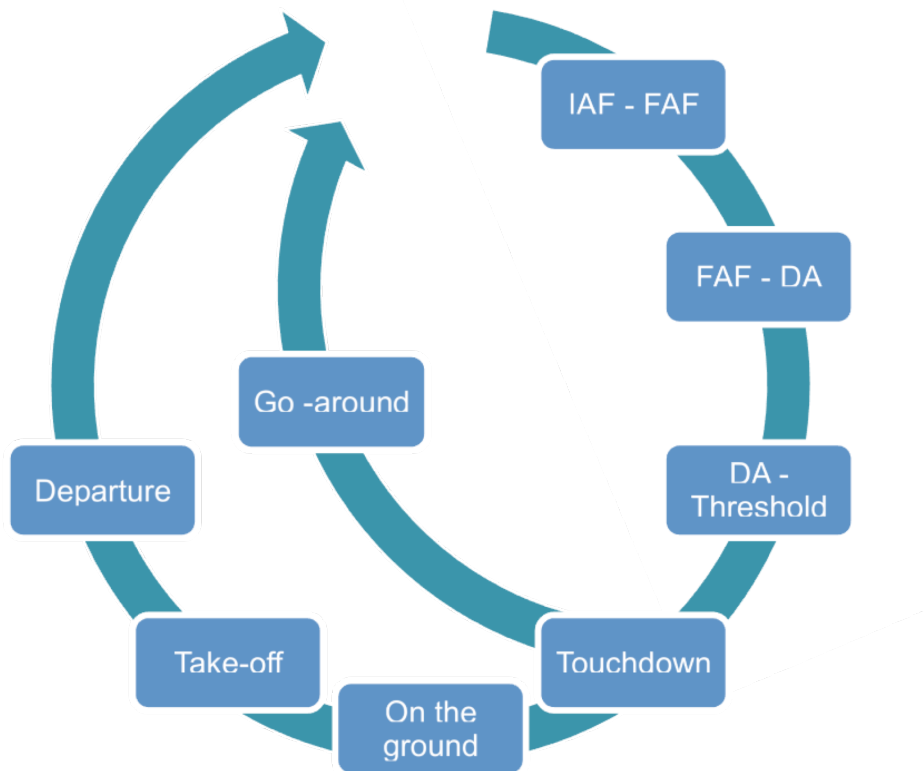 IAF - FAF
FAF - DA
DA -
Threshold
Touchdown
On the
ground
Take-off
Departure
Go -around